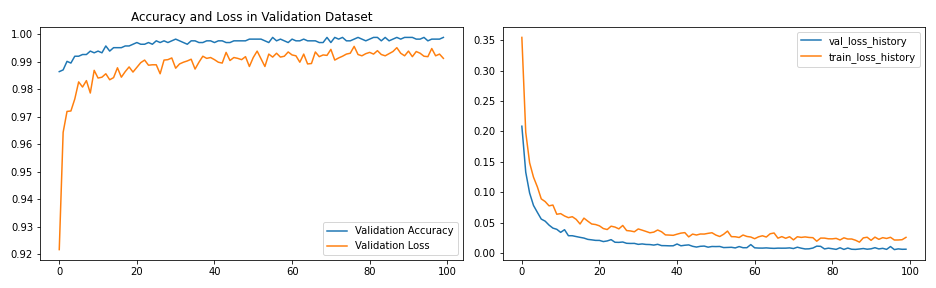 Accuracy and Loss in Validation Dataset
1.00
0.99
0.98
0.97
0.96
0.95
0.94
0.93
0.92
0 20 40 60 80 100
Validation Accuracy
Validation Loss
0.35
0.30
0.25
0.20
0.15
0.10
0.05
0.00
0 20 40 60 80 100
val_loss_history
train_loss_history